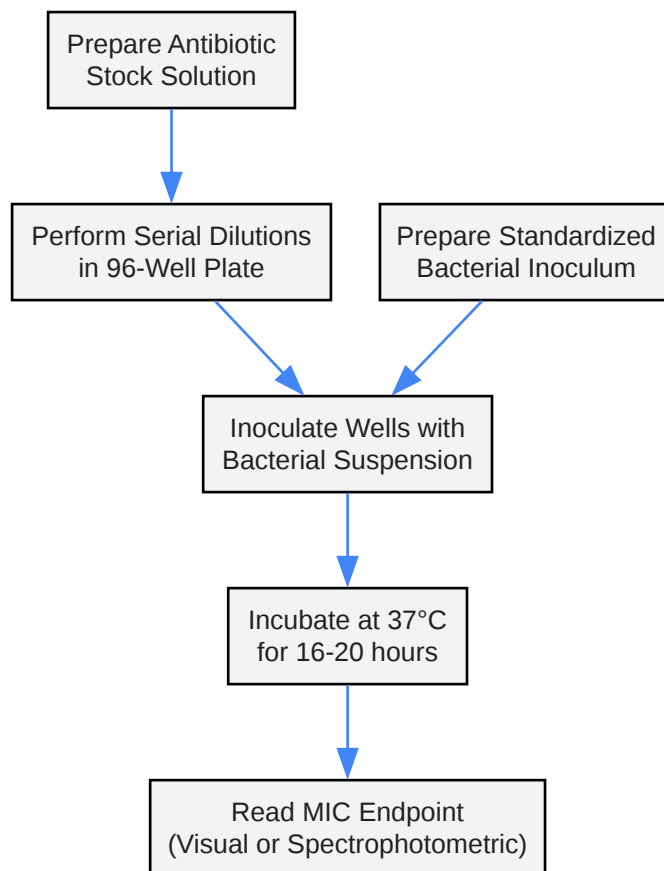 Prepare Antibiotic
Stock Solution
Perform Serial Dilutions
in 96-Well Plate
Prepare Standardized
Bacterial Inoculum
Inoculate Wells with
Bacterial Suspension
Incubate at 37°C
for 16-20 hours
Read MIC Endpoint
(Visual or Spectrophotometric)